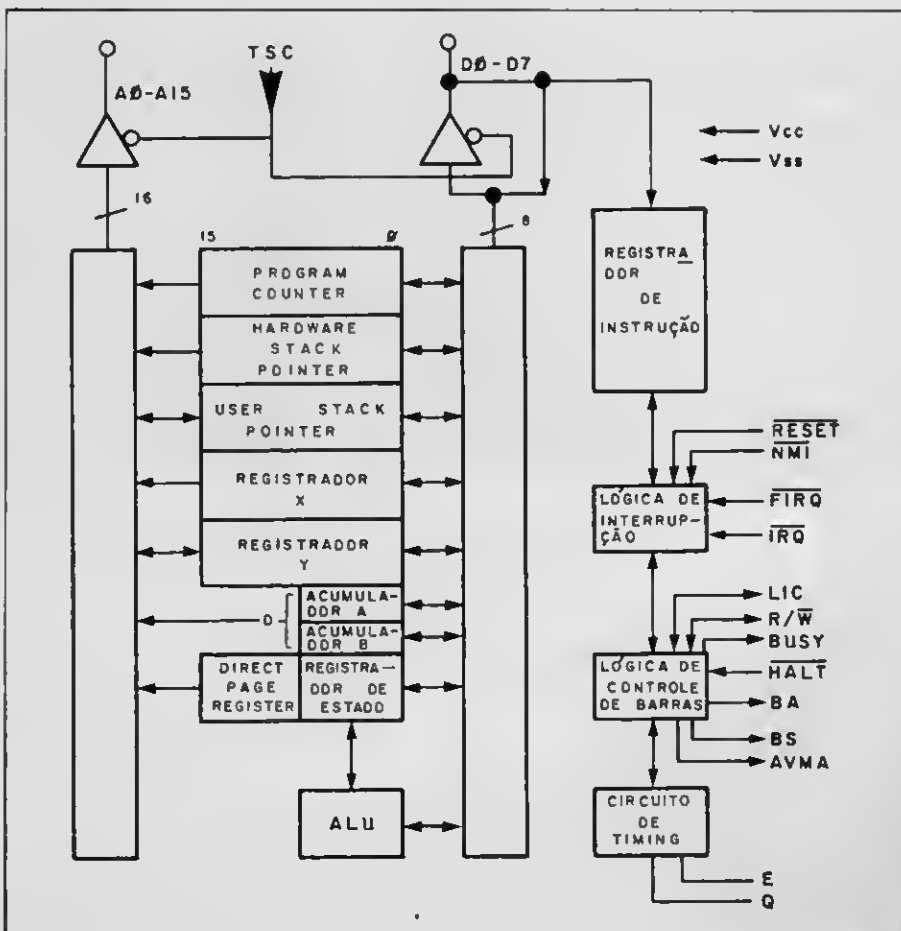 TSC
DØ-D7
AØ-A15
Vcc
Vss
16
8
15
Ø
PROGRAM
COUNTER
HARDWARE
STACK
POINTER
USER STACK
POINTER
REGISTRADOR
X
REGISTRADOR
Y
D
ACUMULA-
DOR A
ACUMULA-
DOR B
DIRECT
PAGE
REGISTER
REGISTRA-
DOR DE
ESTADO
ALU
REGISTRA
DOR
DE
INSTRUÇÃO
RESET
NMI
FIRQ
IRQ
LÓGICA DE
INTERRUP-
ÇÃO
LIC
R/W
BUSY
HALT
BA
BS
AVMA
LÓGICA DE
CONTROLE
DE BARRAS
CIRCUITO
DE
TIMING
E
Q